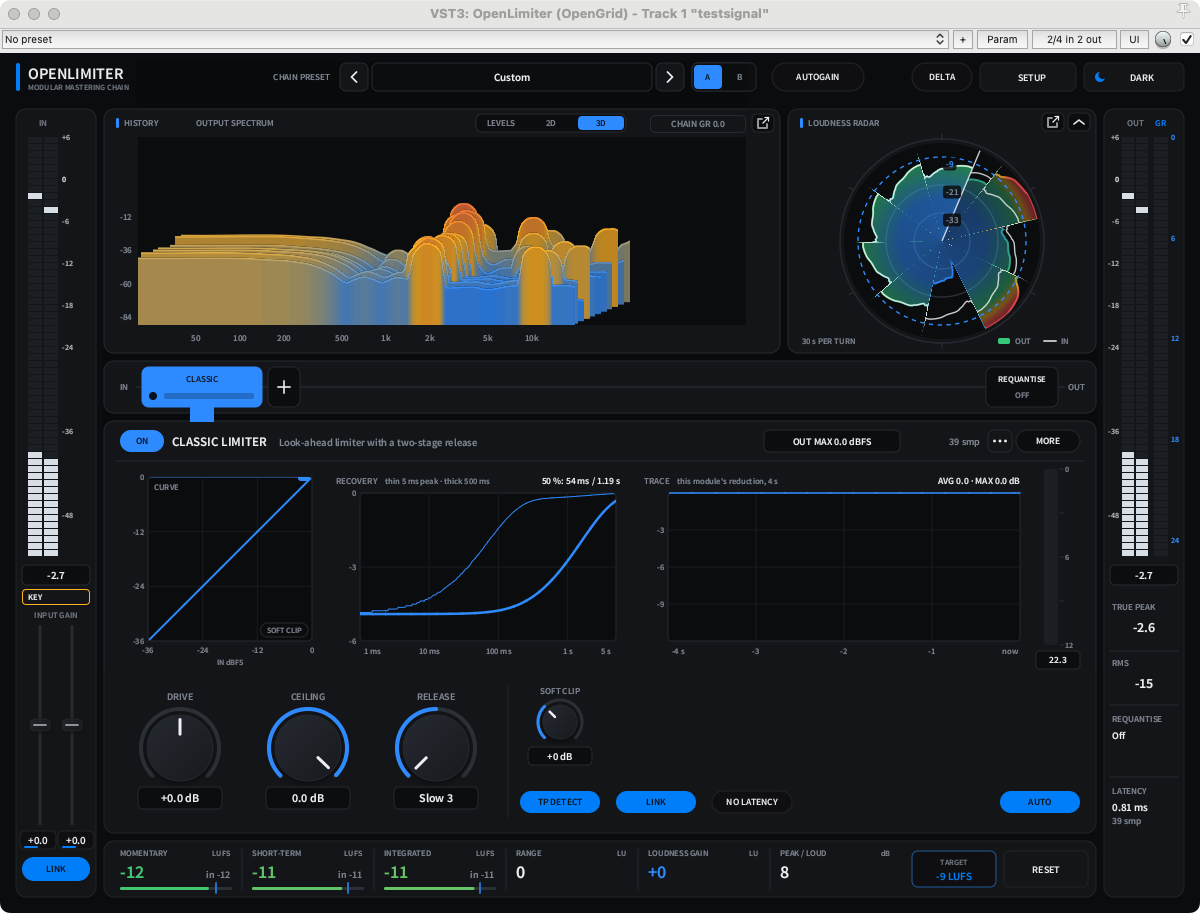 VST3: OpenLimiter (OpenGrid) - Track 1 "testsignal"
No preset
+
Param
2/4 in 2 out
UI
OPENLIMITER
MODULAR MASTERING CHAIN
CHAIN PRESET
Custom
A
B
AUTOGAIN
DELTA
SETUP
DARK
IN
+6
0
-6
-12
-18
-24
-36
-48
-2.7
KEY
INPUT GAIN
+0.0
+0.0
LINK
HISTORY
OUTPUT SPECTRUM
LEVELS
2D
3D
CHAIN GR 0.0
-12
-36
-60
-84
50
100
200
500
1k
2k
5k
10k
LOUDNESS RADAR
-9
-21
-33
30 s PER TURN
OUT
IN
IN
CLASSIC
+
REQUANTISE
OFF
OUT
ON
CLASSIC LIMITER
Look-ahead limiter with a two-stage release
OUT MAX 0.0 dBFS
39 smp
•••
MORE
CURVE
0
-12
-24
-36
SOFT CLIP
-36
-24
-12
0
IN dBFS
RECOVERY
thin 5 ms peak · thick 500 ms
50 %: 54 ms / 1.19 s
0
-3
-6
1 ms
10 ms
100 ms
1 s
5 s
TRACE
this module's reduction, 4 s
AVG 0.0 · MAX 0.0 dB
-3
-6
-9
-4 s
-3
-2
-1
now
0
6
12
22.3
DRIVE
+0.0 dB
CEILING
0.0 dB
RELEASE
Slow 3
SOFT CLIP
+0 dB
TP DETECT
LINK
NO LATENCY
AUTO
OUT
GR
+6
0
-6
-12
-18
-24
-36
-48
0
6
12
18
24
-2.7
TRUE PEAK
-2.6
RMS
-15
REQUANTISE
Off
LATENCY
0.81 ms
39 smp
MOMENTARY
LUFS
-12
in -12
SHORT-TERM
LUFS
-11
in -11
INTEGRATED
LUFS
-11
in -11
RANGE
LU
0
LOUDNESS GAIN
LU
+0
PEAK / LOUD
dB
8
TARGET
-9 LUFS
RESET